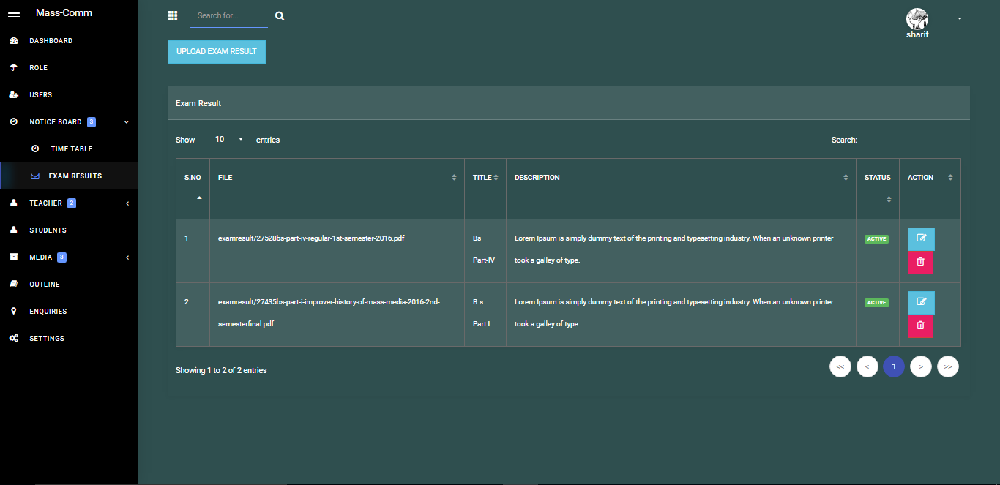 Mass-Comm
Search for...
sharif
DASHBOARD
ROLE
USERS
NOTICE BOARD 3
TIME TABLE
EXAM RESULTS
TEACHER 2
STUDENTS
MEDIA 3
OUTLINE
ENQUIRIES
SETTINGS
UPLOAD EXAM RESULT
Exam Result
Show 10 entries
Search:
S.NO FILE TITLE DESCRIPTION STATUS ACTION
1 examresult/27528bs-part-iv-regular-1st-semester-2016.pdf Bs Lorem Ipsum is simply dummy text of the printing and typesetting industry. When an unknown printer ACTIVE
Part-IV took a galley of type.
2 examresult/27435bs-part-i-improver-history-of-mass-media-2016-2nd- B.s Lorem Ipsum is simply dummy text of the printing and typesetting industry. When an unknown printer ACTIVE
semesterfinal.pdf Part I took a galley of type.
Showing 1 to 2 of 2 entries
<< < 1 > >>